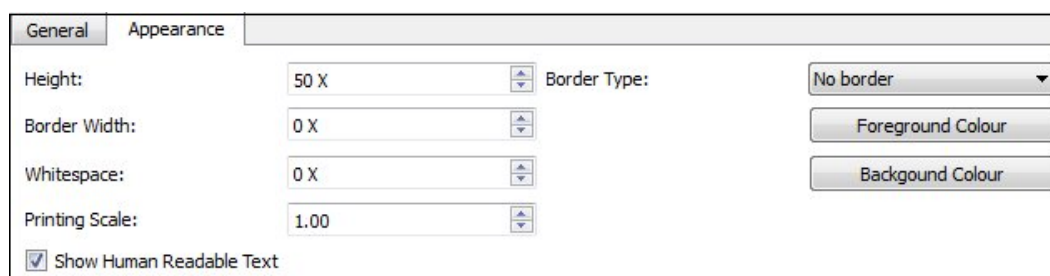 General Appearance
Height: 50 X Border Type: No border
Border Width: 0 X Foreground Colour
Whitespace: 0 X Backgound Colour
Printing Scale: 1.00
Show Human Readable Text